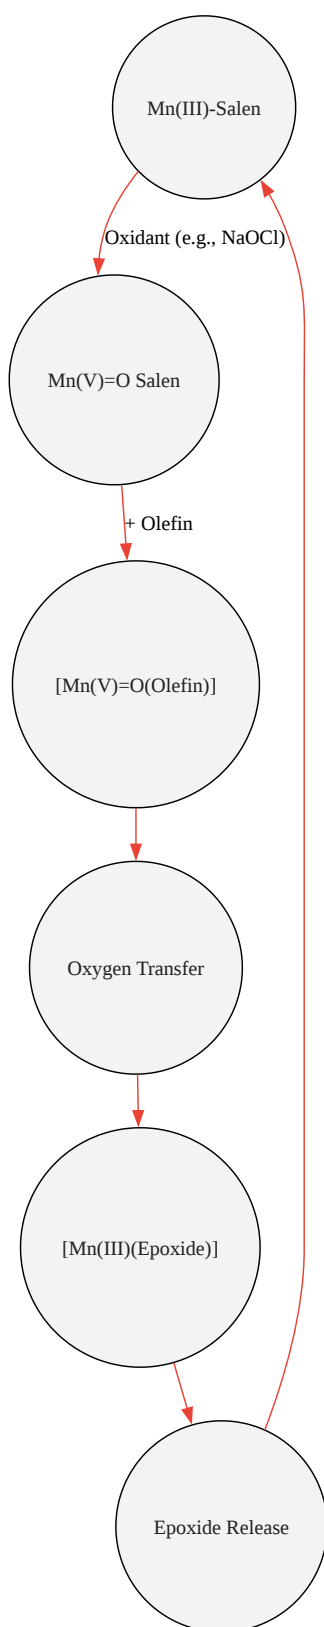 Mn(III)-Salen
Oxidant (e.g., NaOCl)
Mn(V)=O Salen
+ Olefin
[Mn(V)=O(Olefin)]
Oxygen Transfer
[Mn(III)(Epoxide)]
Epoxide Release